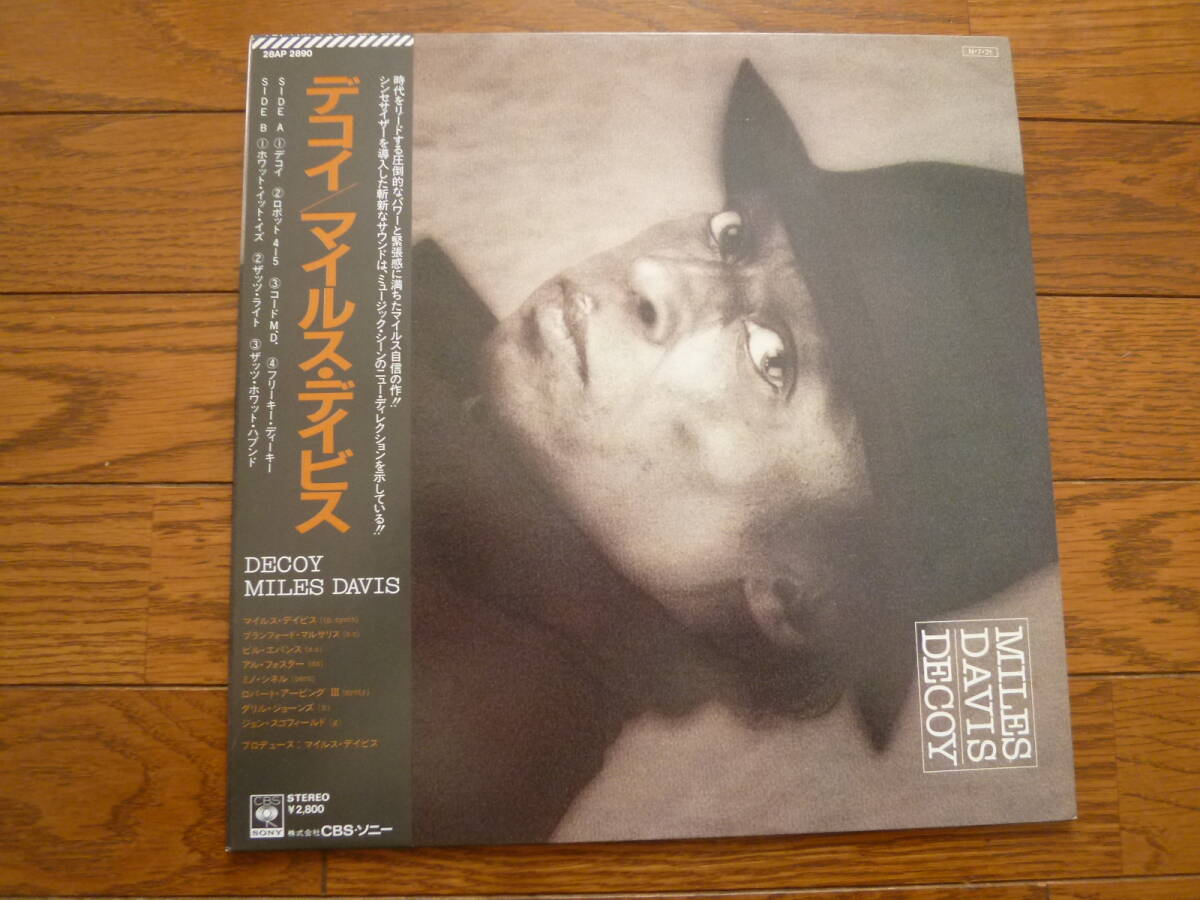 28AP 2890
N・7・21
時代をリードする圧倒的なパワーと緊張感に満ちたマイルス自信の作!!
シンセサイザーを導入した斬新なサウンドは、ミュージック・シーンのニュー・ディレクションを示している!!
デコイ/マイルス・デイビス
SIDE A ①デコイ ②ロボット 4-5 ③コードM.D. ④フリーキー・ディーキー
SIDE B ①ホワット・イット・イズ ②ザッツ・ライト ③ザッツ・ホワット・ハプンド
DECOY
MILES DAVIS
マイルス・デイビス (tp, synth)
ブランフォード・マルサリス (s.s)
ビル・エバンス (s.s)
アル・フォスター (ds)
ミノ・シネル (perc)
ロバート・アービング III (synth)
ダリル・ジョーンズ (b)
ジョン・スコフィールド (g)
プロデュース:マイルス・デイビス
CBS
SONY
STEREO
¥2,800
株式会社CBS・ソニー
MILES
DAVIS
DECOY